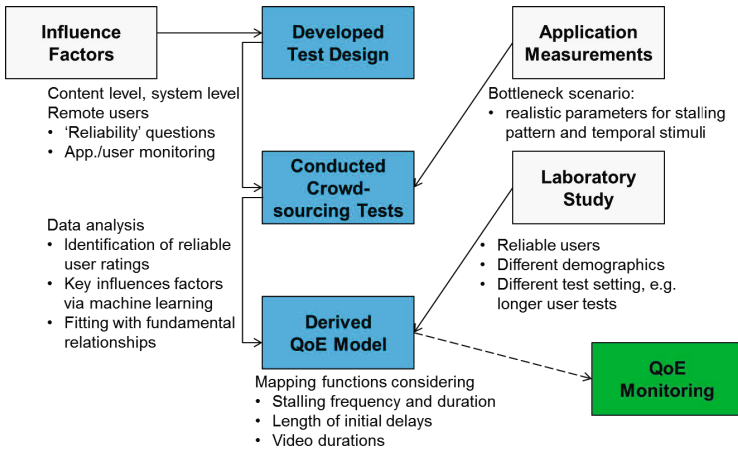 Influence
Factors
Developed
Test Design
Application
Measurements
Content level, system level
Remote users
• ‘Reliability’ questions
• App./user monitoring
Bottleneck scenario:
• realistic parameters for stalling
pattern and temporal stimuli
Conducted
Crowd-
sourcing Tests
Laboratory
Study
Data analysis
• Identification of reliable
user ratings
• Key influences factors
via machine learning
• Fitting with fundamental
relationships
• Reliable users
• Different demographics
• Different test setting, e.g.
longer user tests
Derived
QoE Model
QoE
Monitoring
Mapping functions considering
• Stalling frequency and duration
• Length of initial delays
• Video durations